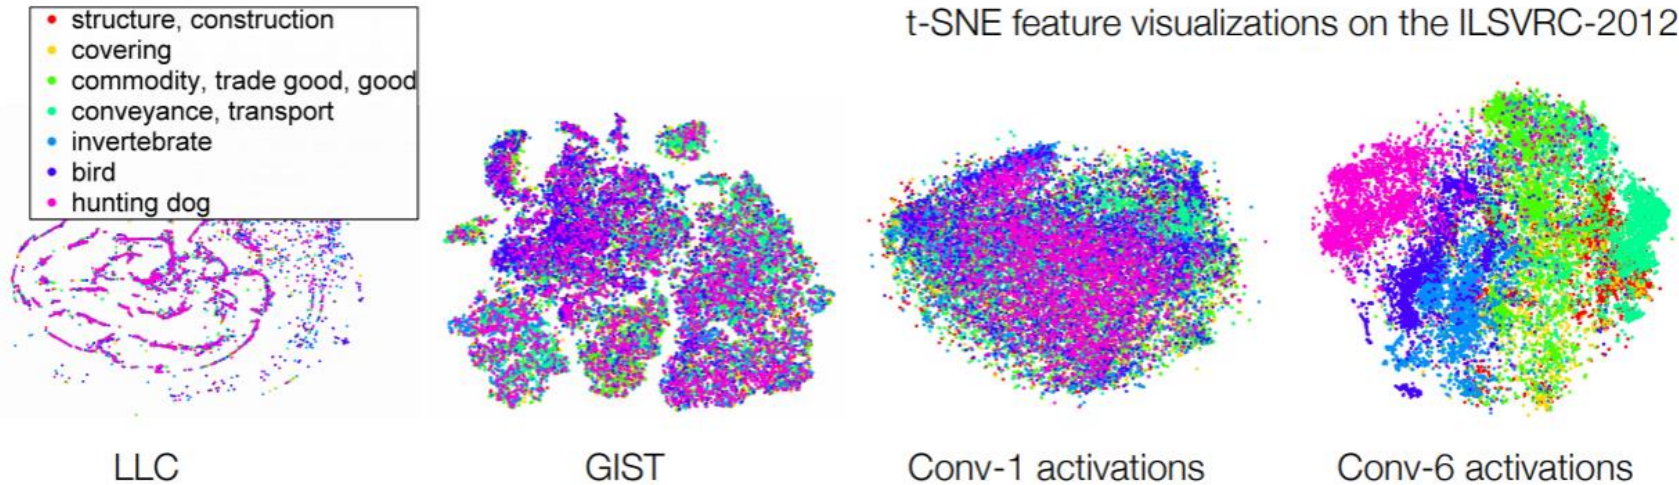 structure, construction
covering
commodity, trade good, good
conveyance, transport
invertebrate
bird
hunting dog
t-SNE feature visualizations on the ILSVRC-2012
LLC
GIST
Conv-1 activations
Conv-6 activations